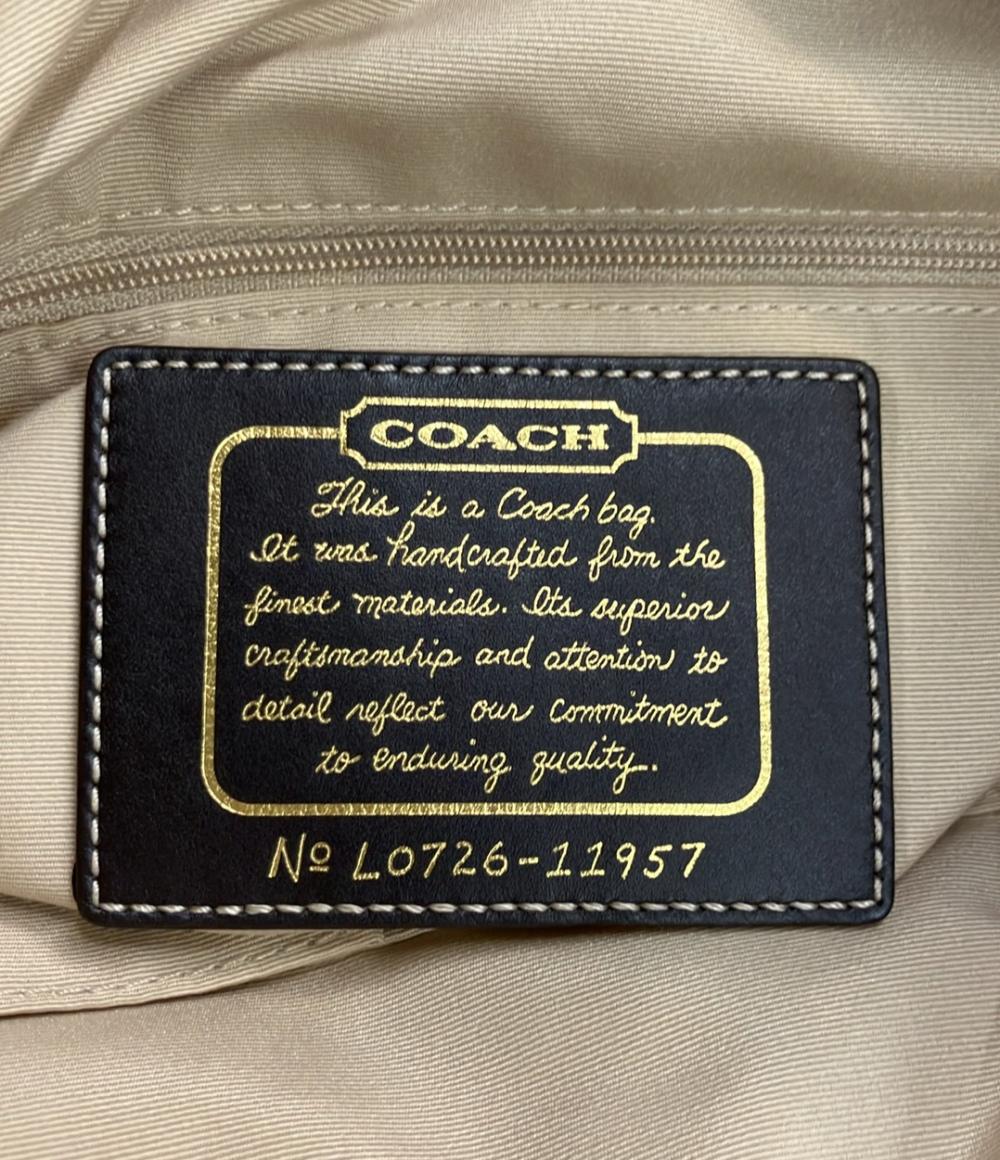 COACH
This is a Coach bag.
It was handcrafted from the
finest materials. Its superior
craftsmanship and attention to
detail reflect our commitment
to enduring quality.
Nº L0726-11957